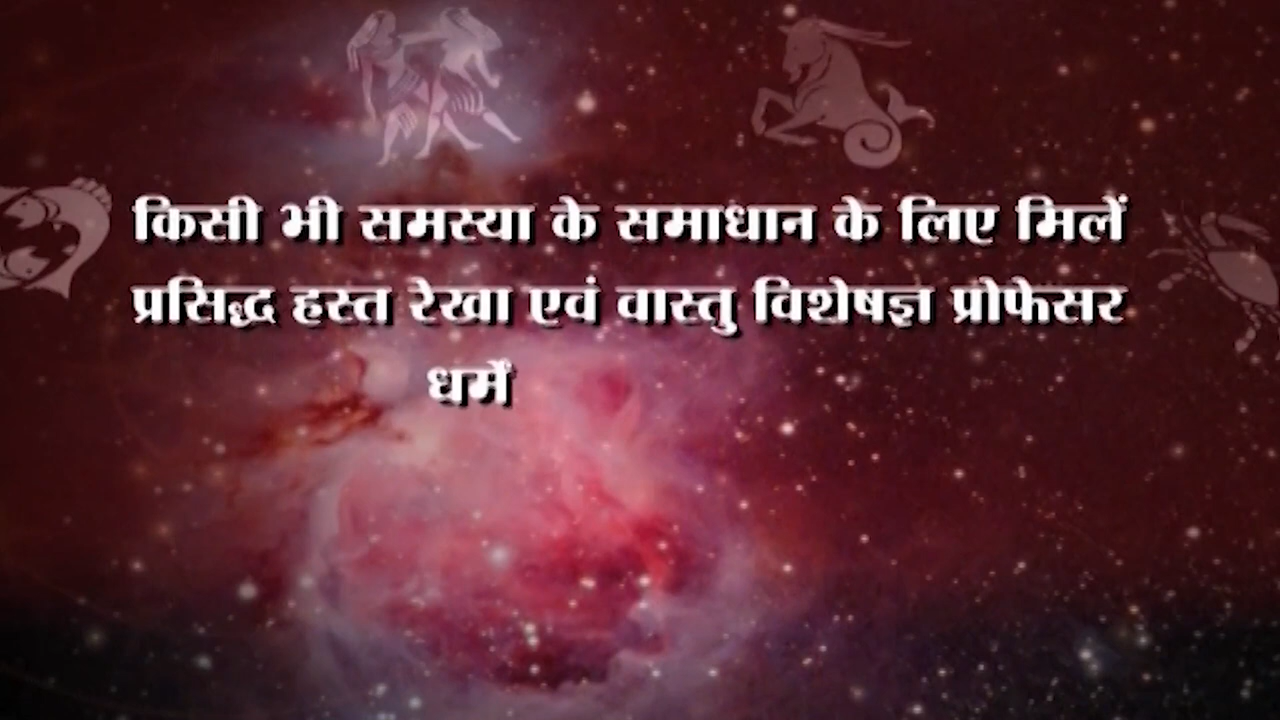 किसी भी समस्या के समाधान के लिए मिलें
प्रसिद्ध हस्त रेखा एवं वास्तु विशेषज्ञ प्रोफेसर
धर्में